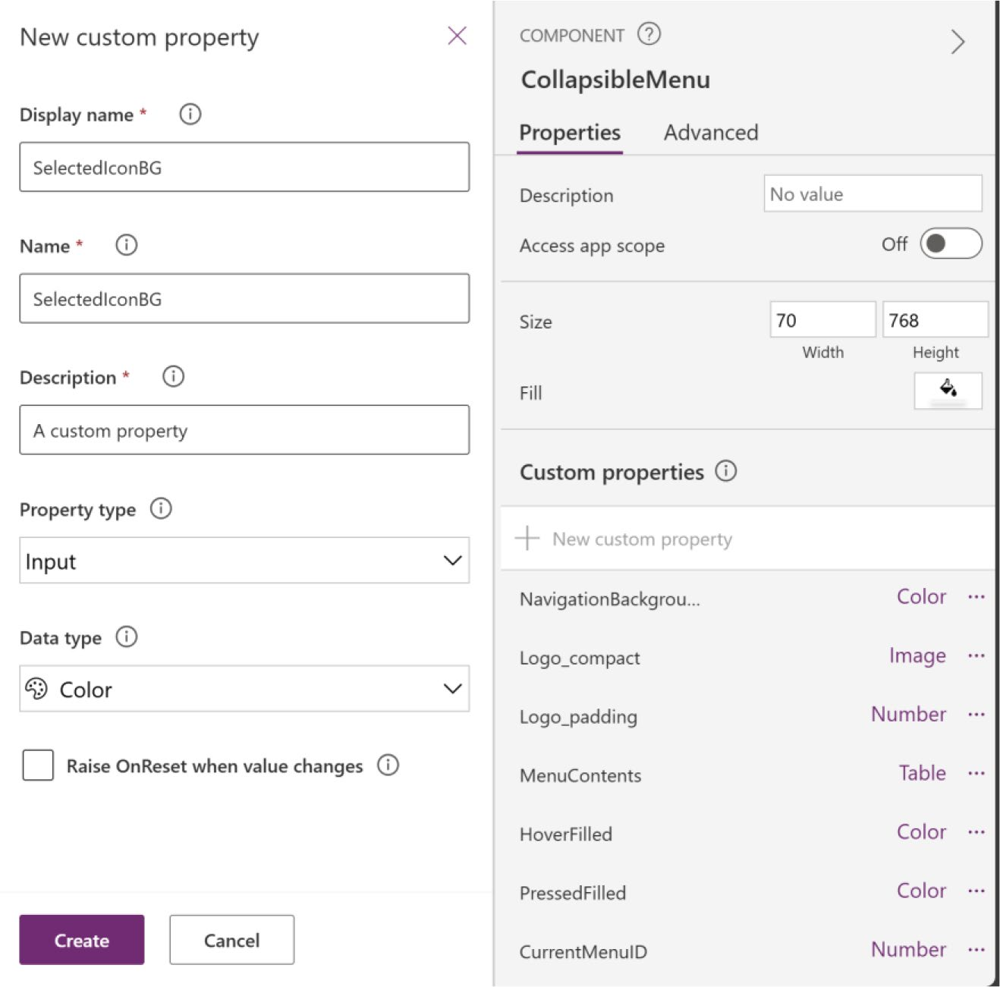 New custom property
Display name *
SelectedIconBG
Name *
SelectedIconBG
Description *
A custom property
Property type
Input
Data type
Color
Raise OnReset when value changes
Create
Cancel
COMPONENT
CollapsibleMenu
Properties
Advanced
Description
No value
Access app scope
Off
Size
70
768
Width
Height
Fill
Custom properties
New custom property
NavigationBackgrou... Color
Logo_compact Image
Logo_padding Number
MenuContents Table
HoverFilled Color
PressedFilled Color
CurrentMenuID Number